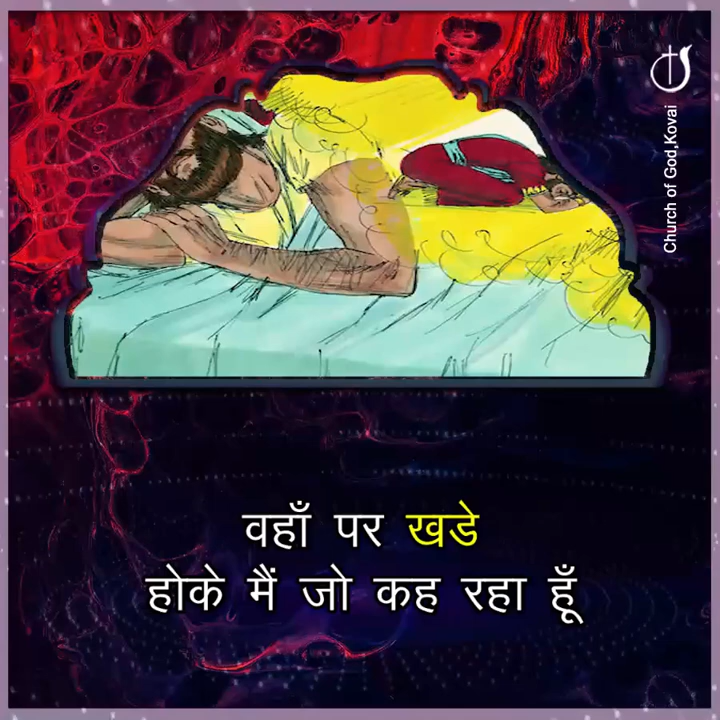 Church of God,Kovai
वहाँ पर खडे
होके मैं जो कह रहा हूँ